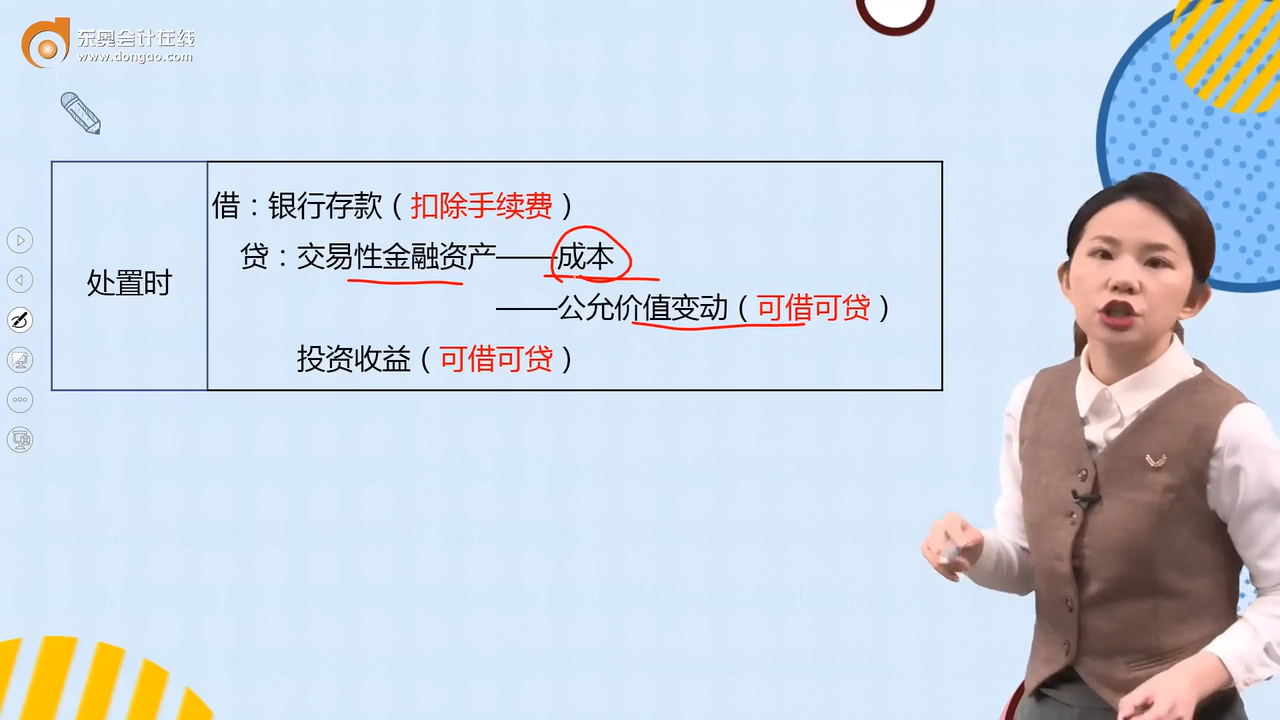 东奥会计在线
www.dongao.com
处置时
借：银行存款（扣除手续费）
贷：交易性金融资产——成本
——公允价值变动（可借可贷）
投资收益（可借可贷）